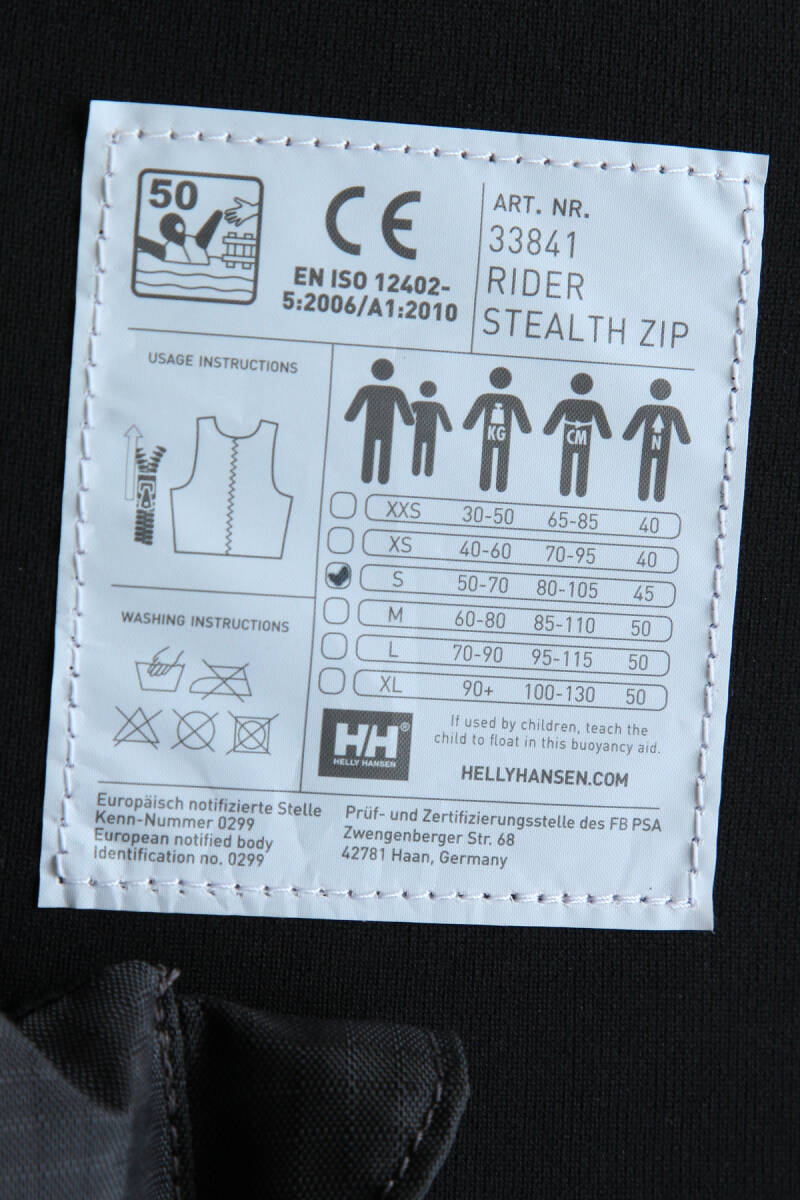 50
CE
EN ISO 12402-
5:2006/A1:2010
ART. NR.
33841
RIDER
STEALTH ZIP
USAGE INSTRUCTIONS
KG CM N
XXS 30-50 65-85 40
XS 40-60 70-95 40
S 50-70 80-105 45
M 60-80 85-110 50
L 70-90 95-115 50
XL 90+ 100-130 50
WASHING INSTRUCTIONS
HH®
HELLY HANSEN
If used by children, teach the
child to float in this buoyancy aid.
HELLYHANSEN.COM
Europäisch notifizierte Stelle
Kenn-Nummer 0299
European notified body
Identification no. 0299
Prüf- und Zertifizierungsstelle des FB PSA
Zwengenberger Str. 68
42781 Haan, Germany